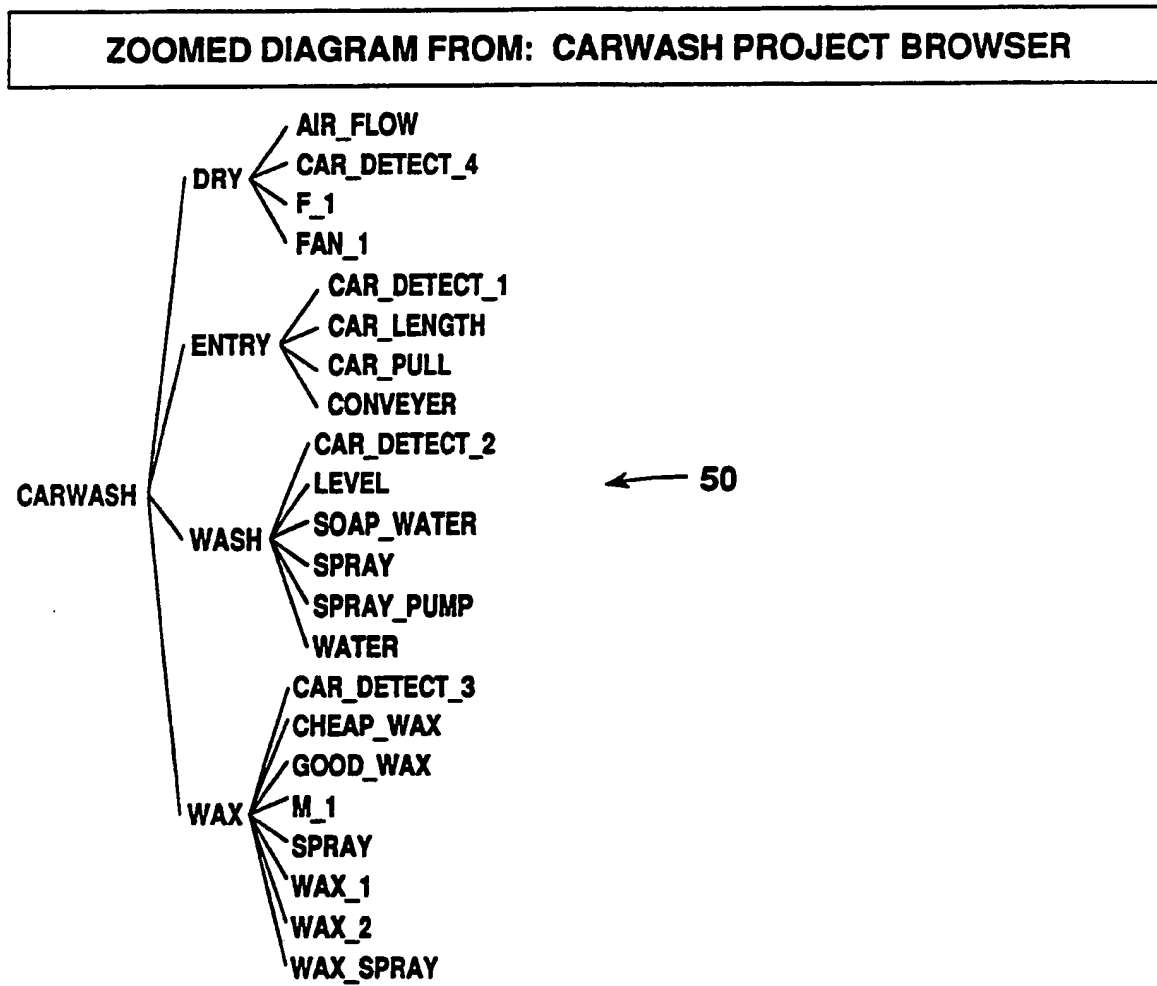 ZOOMED DIAGRAM FROM: CARWASH PROJECT BROWSER
AIR_FLOW
CAR_DETECT_4
DRY
F_1
FAN_1
CAR_DETECT_1
CAR_LENGTH
ENTRY
CAR_PULL
CONVEYER
CAR_DETECT_2
LEVEL
50
CARWASH
SOAP_WATER
WASH
SPRAY
SPRAY_PUMP
WATER
CAR_DETECT_3
CHEAP_WAX
GOOD_WAX
M_1
WAX
SPRAY
WAX_1
WAX_2
WAX_SPRAY